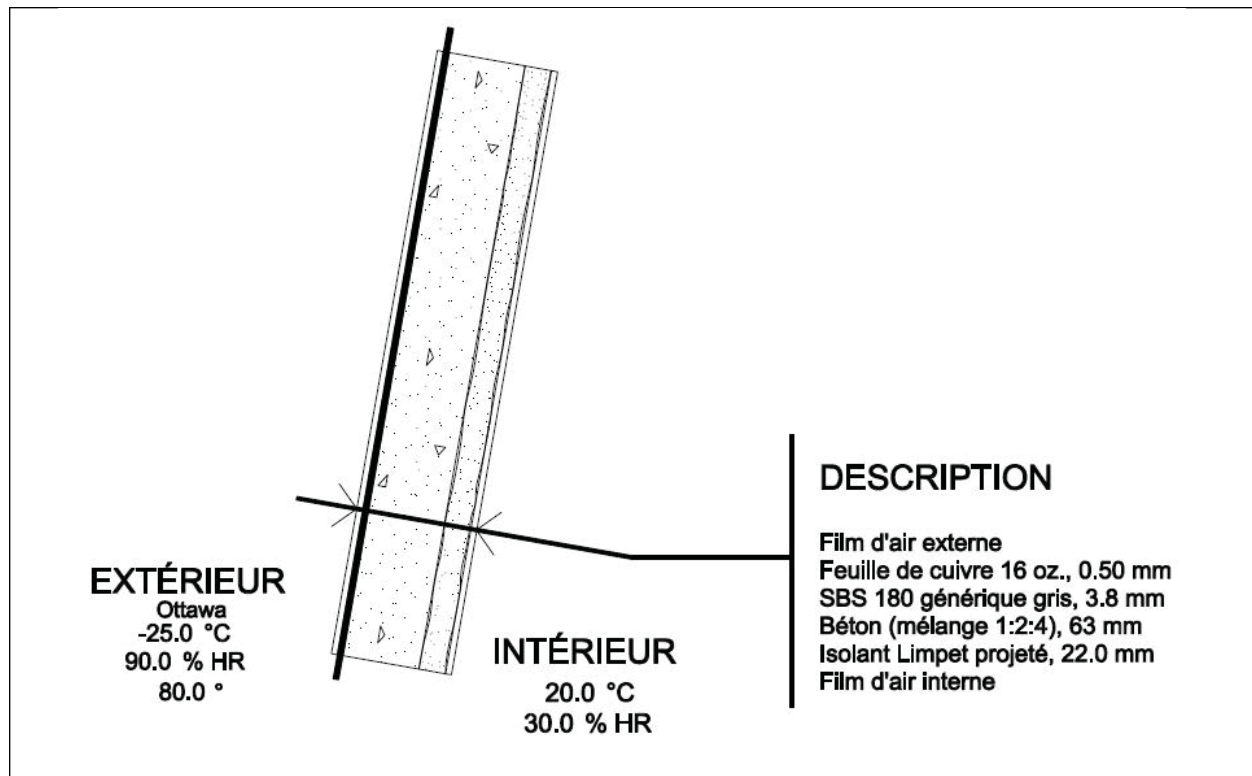 EXTÉRIEUR
Ottawa
-25.0 °C
90.0 % HR
80.0 °
INTÉRIEUR
20.0 °C
30.0 % HR
DESCRIPTION
Film d'air externe
Feuille de cuivre 16 oz., 0.50 mm
SBS 180 générique gris, 3.8 mm
Béton (mélange 1:2:4), 63 mm
Isolant Limpet projeté, 22.0 mm
Film d'air interne